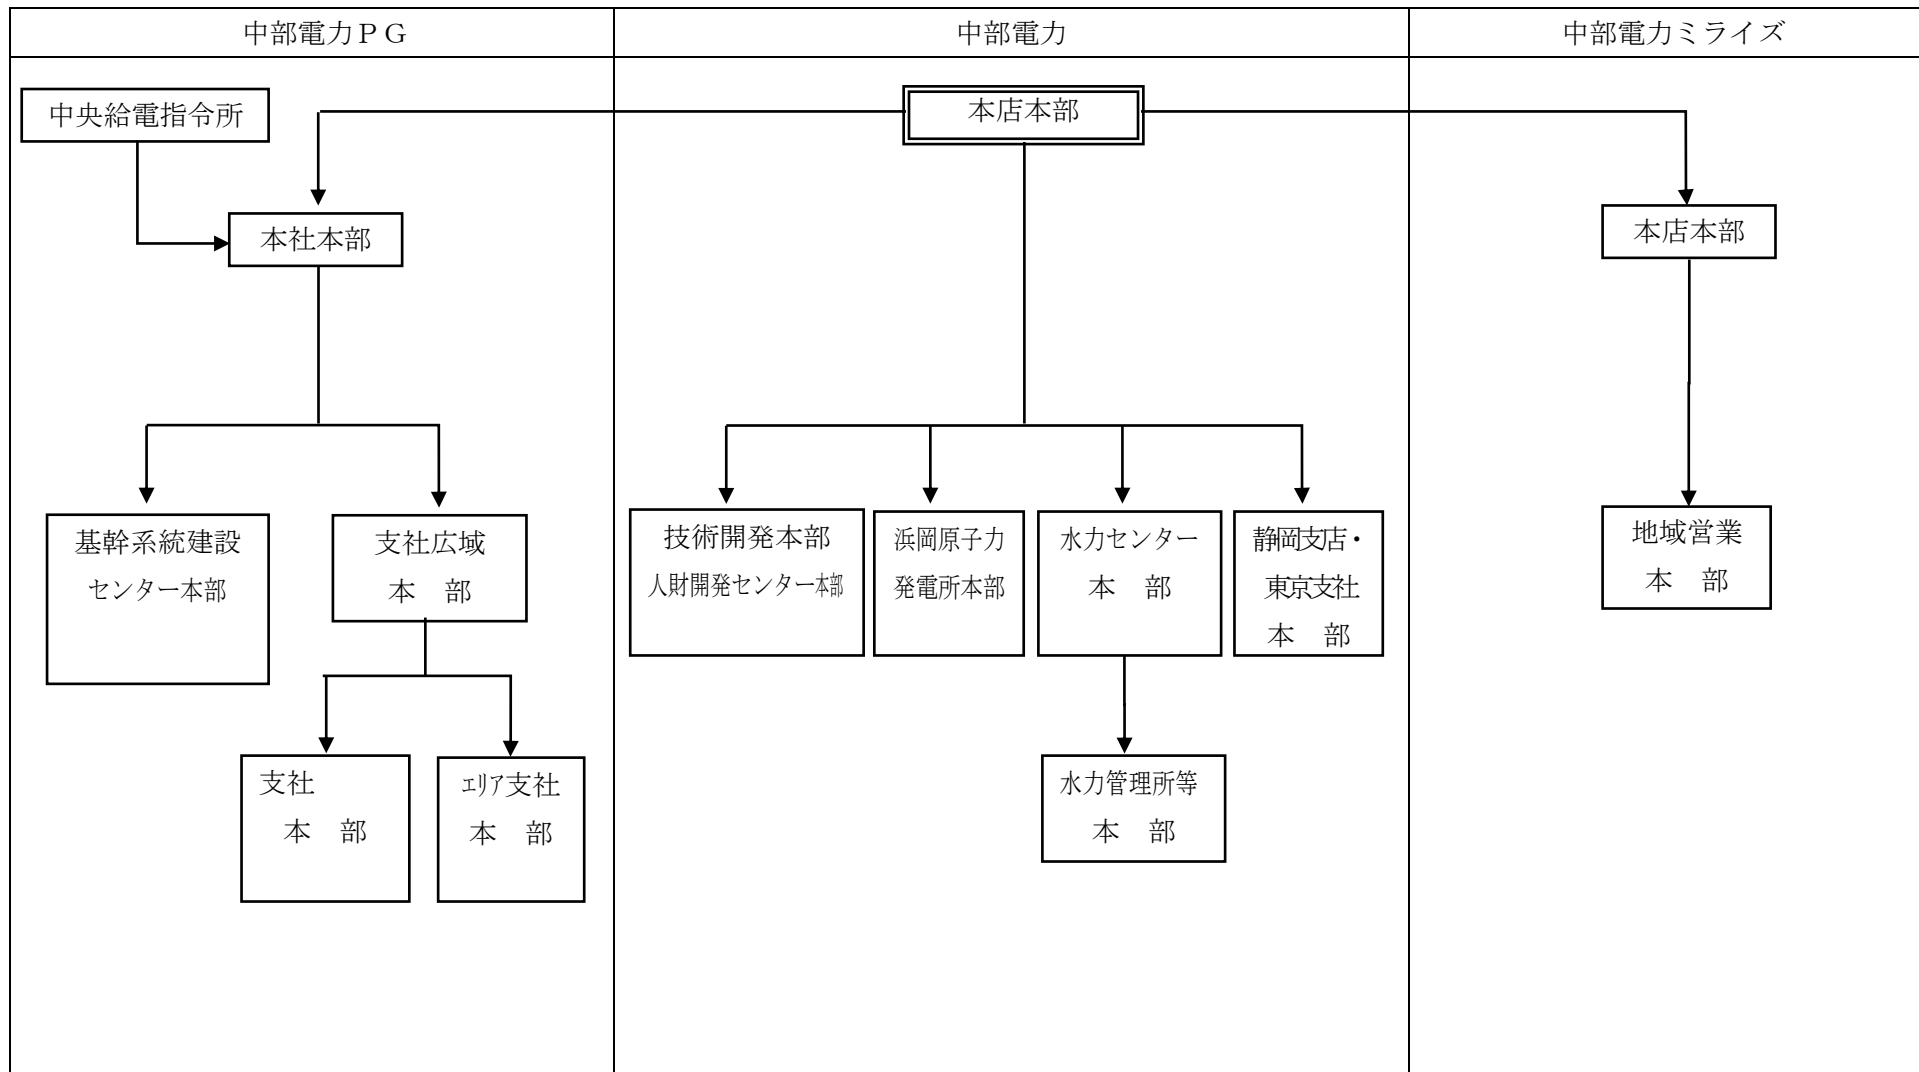 中部電力ＰＧ
中部電力
中部電力ミライズ
中央給電指令所
本店本部
本社本部
本店本部
基幹系統建設
センター本部
支社広域
本　部
技術開発本部
人財開発センター本部
浜岡原子力
発電所本部
水力センター
本　部
静岡支店・
東京支社
本　部
地域営業
本　部
支社
本　部
エリア支社
本　部
水力管理所等
本　部